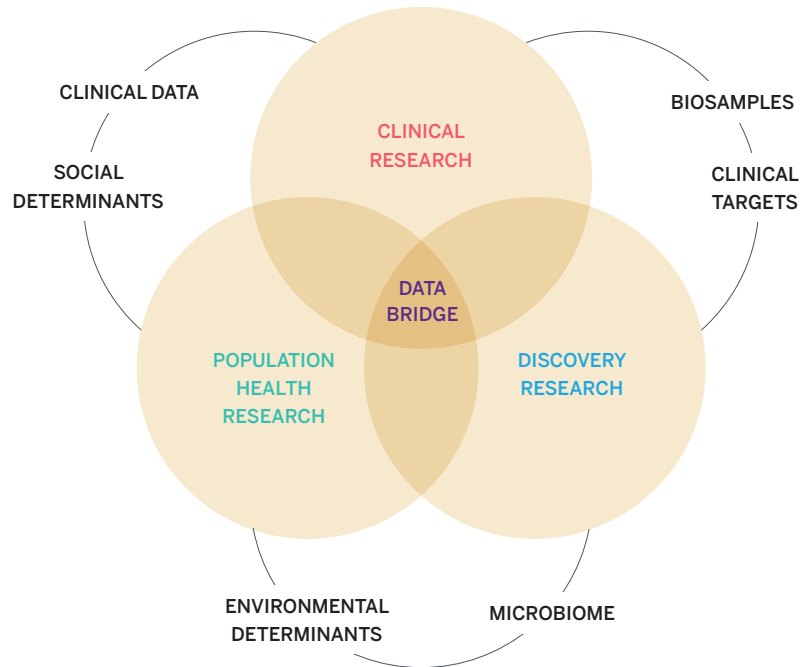 CLINICAL DATA
SOCIAL
DETERMINANTS
CLINICAL
RESEARCH
BIOSAMPLES
CLINICAL
TARGETS
DATA
BRIDGE
POPULATION
HEALTH
RESEARCH
DISCOVERY
RESEARCH
ENVIRONMENTAL
DETERMINANTS
MICROBIOME